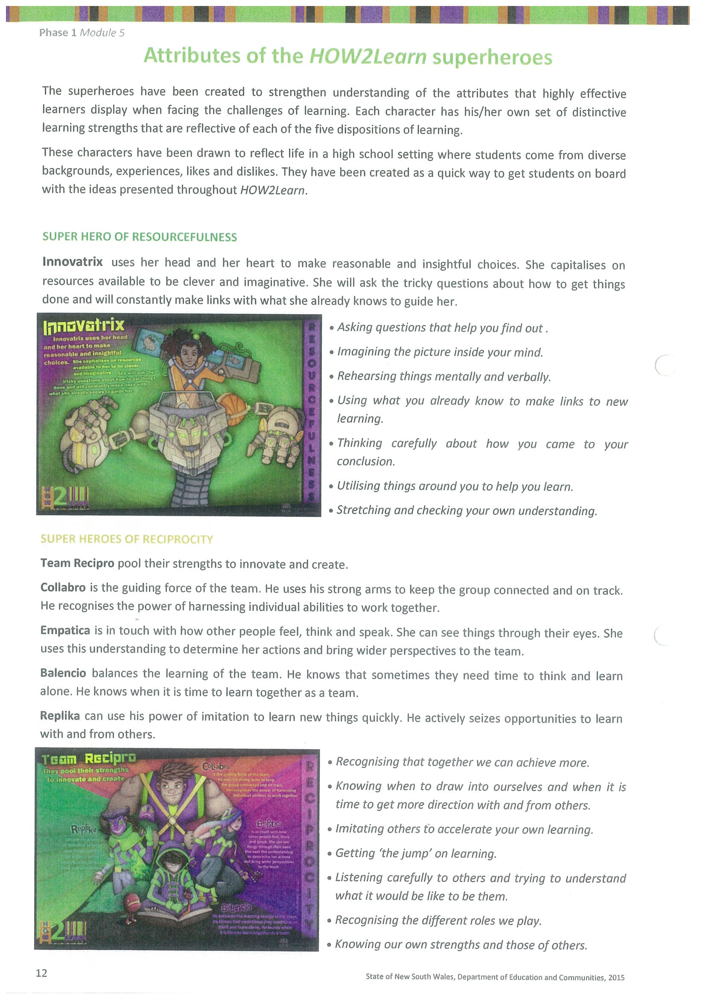 Phase 1 Module 5
Attributes of the HOW2Learn superheroes
The superheroes have been created to strengthen understanding of the attributes that highly effective
learners display when facing the challenges of learning. Each character has his/her own set of distinctive
learning strengths that are reflective of each of the five dispositions of learning.
These characters have been drawn to reflect life in a high school setting where students come from diverse
backgrounds, experiences, likes and dislikes. They have been created as a quick way to get students on board
with the ideas presented throughout HOW2Learn.
SUPER HERO OF RESOURCEFULNESS
Innovatrix uses her head and her heart to make reasonable and insightful choices. She capitalises on
resources available to be clever and imaginative. She will ask the tricky questions about how to get things
done and will constantly make links with what she already knows to guide her.
Innovatrix
Innovatrix uses her head
and her heart to make
reasonable and insightful
choices. She capitalises on resources
available to her to be clever
and imaginative. She will ask the
tricky questions about how to get things
done and will constantly make links with
what she already knows to guide her
RESOURCEFULNESS
HOW
2
LEARN
• Asking questions that help you find out .
• Imagining the picture inside your mind.
• Rehearsing things mentally and verbally.
• Using what you already know to make links to new
learning.
• Thinking carefully about how you came to your
conclusion.
• Utilising things around you to help you learn.
• Stretching and checking your own understanding.
SUPER HEROES OF RECIPROCITY
Team Recipro pool their strengths to innovate and create.
Collabro is the guiding force of the team. He uses his strong arms to keep the group connected and on track.
He recognises the power of harnessing individual abilities to work together.
Empatica is in touch with how other people feel, think and speak. She can see things through their eyes. She
uses this understanding to determine her actions and bring wider perspectives to the team.
Balencio balances the learning of the team. He knows that sometimes they need time to think and learn
alone. He knows when it is time to learn together as a team.
Replika can use his power of imitation to learn new things quickly. He actively seizes opportunities to learn
with and from others.
Team Recipro
They pool their strengths
to innovate and create
Collabro
is the guiding force of the team.
He uses his strong arms to keep
the group connected and on track.
He recognises the power of harnessing
individual abilities to work together.
Replika
Empatica
is in touch with how
other people feel, think
and speak. She can see
things through their eyes.
She uses this understanding
to determine her actions
and bring wider perspectives
to the team
Balencio
He balances the learning energy of the team.
He knows that sometimes they need time to
think and learn alone. He knows when
it is time to learn together as a team.
RECIPROCITY
HOW
2
LEARN
• Recognising that together we can achieve more.
• Knowing when to draw into ourselves and when it is
time to get more direction with and from others.
• Imitating others to accelerate your own learning.
• Getting ‘the jump’ on learning.
• Listening carefully to others and trying to understand
what it would be like to be them.
• Recognising the different roles we play.
• Knowing our own strengths and those of others.
12
State of New South Wales, Department of Education and Communities, 2015